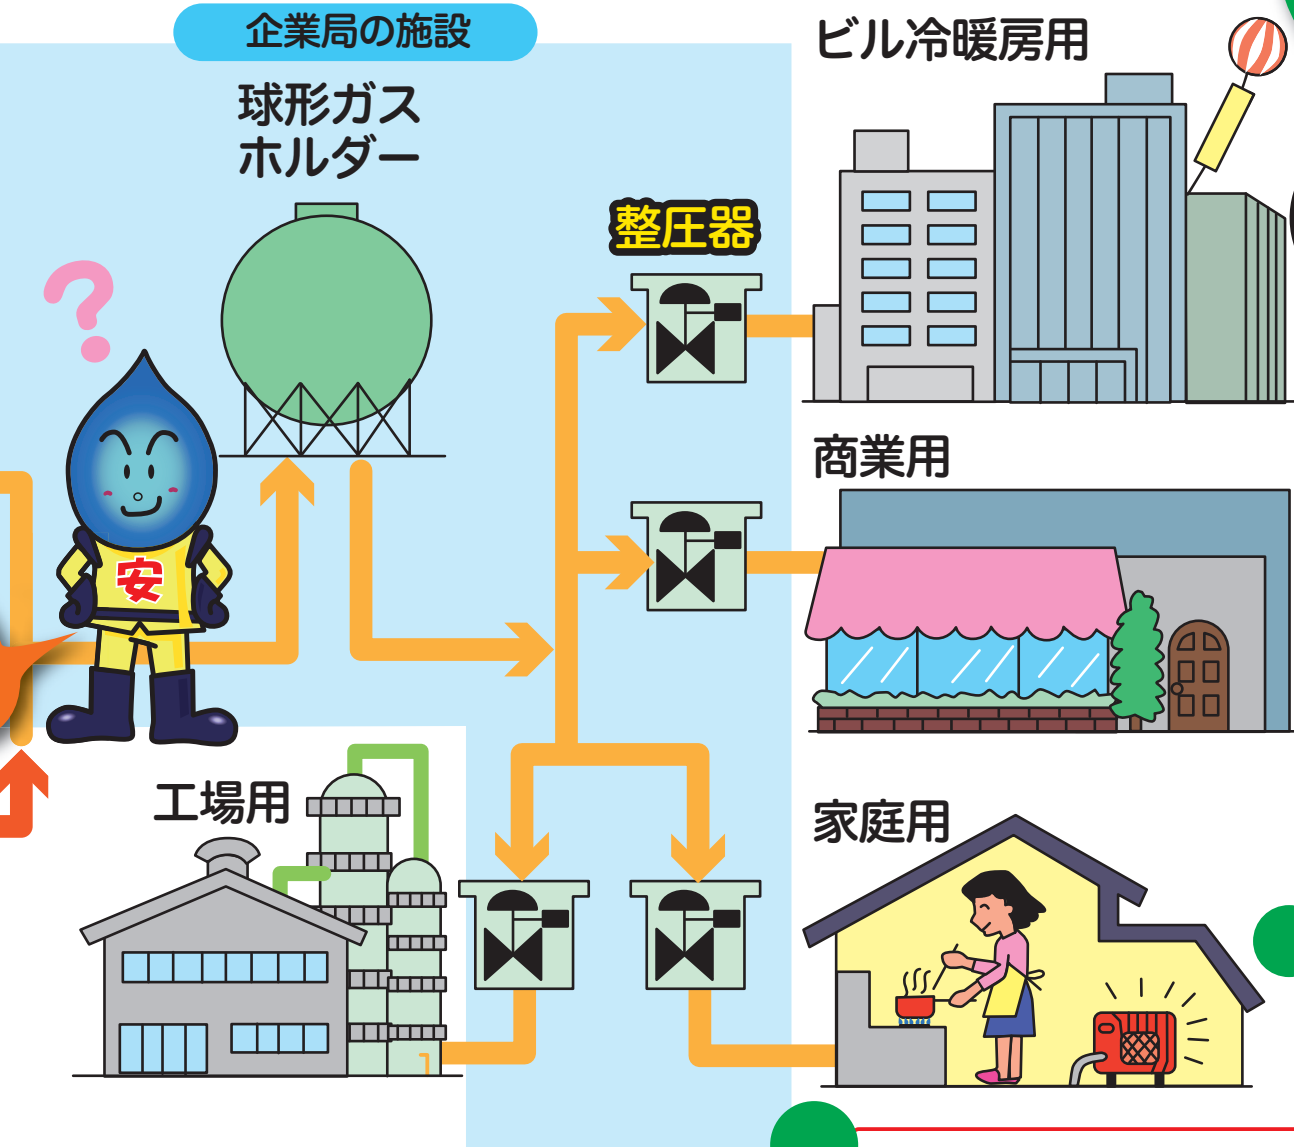 企業局の施設
球形ガス
ホルダー
整圧器
ビル冷暖房用
商業用
?
安
工場用
家庭用